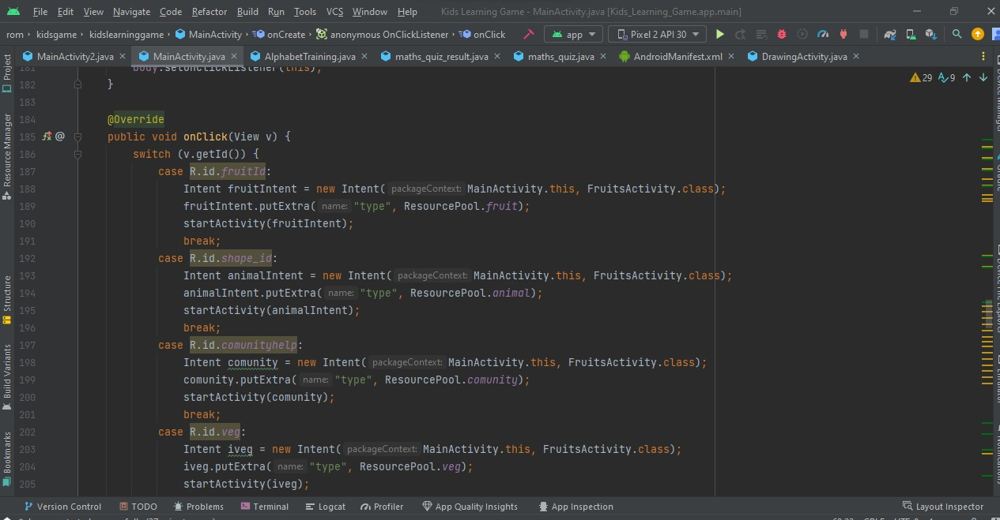 File Edit View Navigate Code Refactor Build Run Tools VCS Window Help Kids Learning Game - MainActivity.java [Kids_Learning_Game.app.main]
rom kidsgame kidslearninggame MainActivity onCreate anonymous OnClickListener onClick app Pixel 2 API 30
MainActivity2.java MainActivity.java AlphabetTraining.java maths_quiz_result.java maths_quiz.java AndroidManifest.xml DrawingActivity.java
181 body.setOnClickListener(this);
182 }
29 9
183
184 @Override
185 public void onClick(View v) {
186 switch (v.getId()) {
187 case R.id.fruitId:
188 Intent fruitIntent = new Intent( packageContext: MainActivity.this, FruitsActivity.class);
189 fruitIntent.putExtra( name: "type", ResourcePool.fruit);
190 startActivity(fruitIntent);
191 break;
192 case R.id.shape_id:
193 Intent animalIntent = new Intent( packageContext: MainActivity.this, FruitsActivity.class);
194 animalIntent.putExtra( name: "type", ResourcePool.animal);
195 startActivity(animalIntent);
196 break;
197 case R.id.comunityhelp:
198 Intent comunity = new Intent( packageContext: MainActivity.this, FruitsActivity.class);
199 comunity.putExtra( name: "type", ResourcePool.comunity);
200 startActivity(comunity);
201 break;
202 case R.id.veg:
203 Intent iveg = new Intent( packageContext: MainActivity.this, FruitsActivity.class);
204 iveg.putExtra( name: "type", ResourcePool.veg);
205 startActivity(iveg);
Project
Resource Manager
Structure
Build Variants
Bookmarks
Version Control TODO Problems Terminal Logcat Profiler App Quality Insights App Inspection Layout Inspector